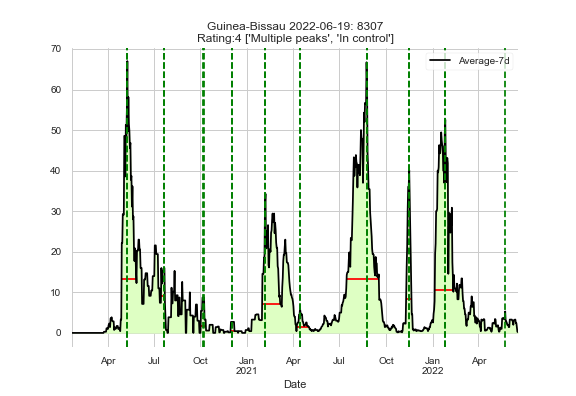 Guinea-Bissau 2022-06-19: 8307
Rating:4 ['Multiple peaks', 'In control']
Average-7d
70
60
50
40
30
20
10
0
Apr Jul Oct Jan Apr Jul Oct Jan Apr
2021 2022
Date